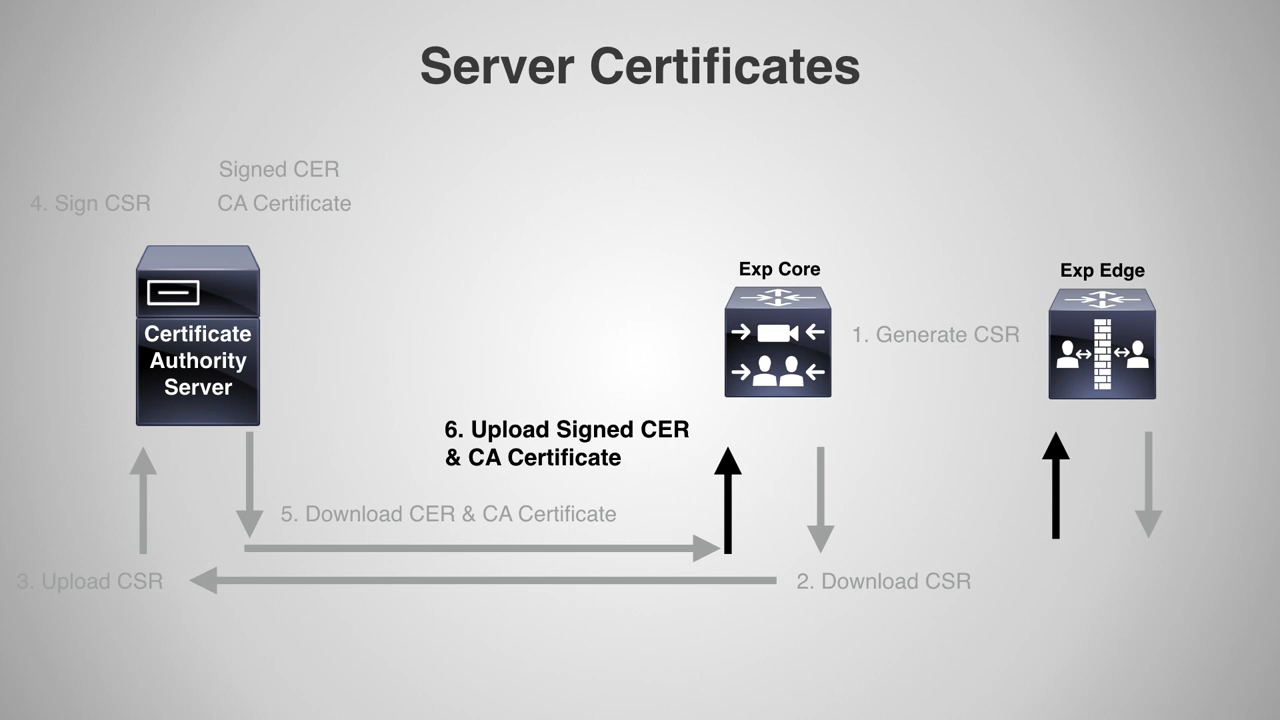 Server Certificates
Signed CER
4. Sign CSR
CA Certificate
Exp Core
Exp Edge
Certificate
Authority
Server
1. Generate CSR
6. Upload Signed CER
& CA Certificate
5. Download CER & CA Certificate
3. Upload CSR
2. Download CSR